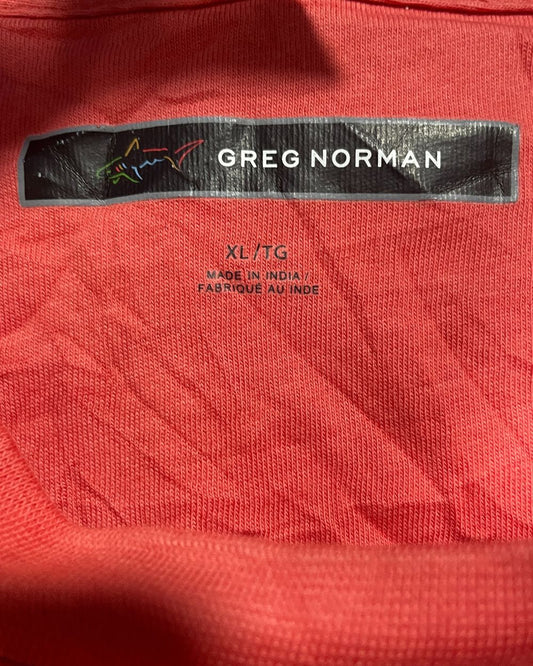 GREG NORMAN
XL/TG
MADE IN INDIA /
FABRIQUÉ AU INDE